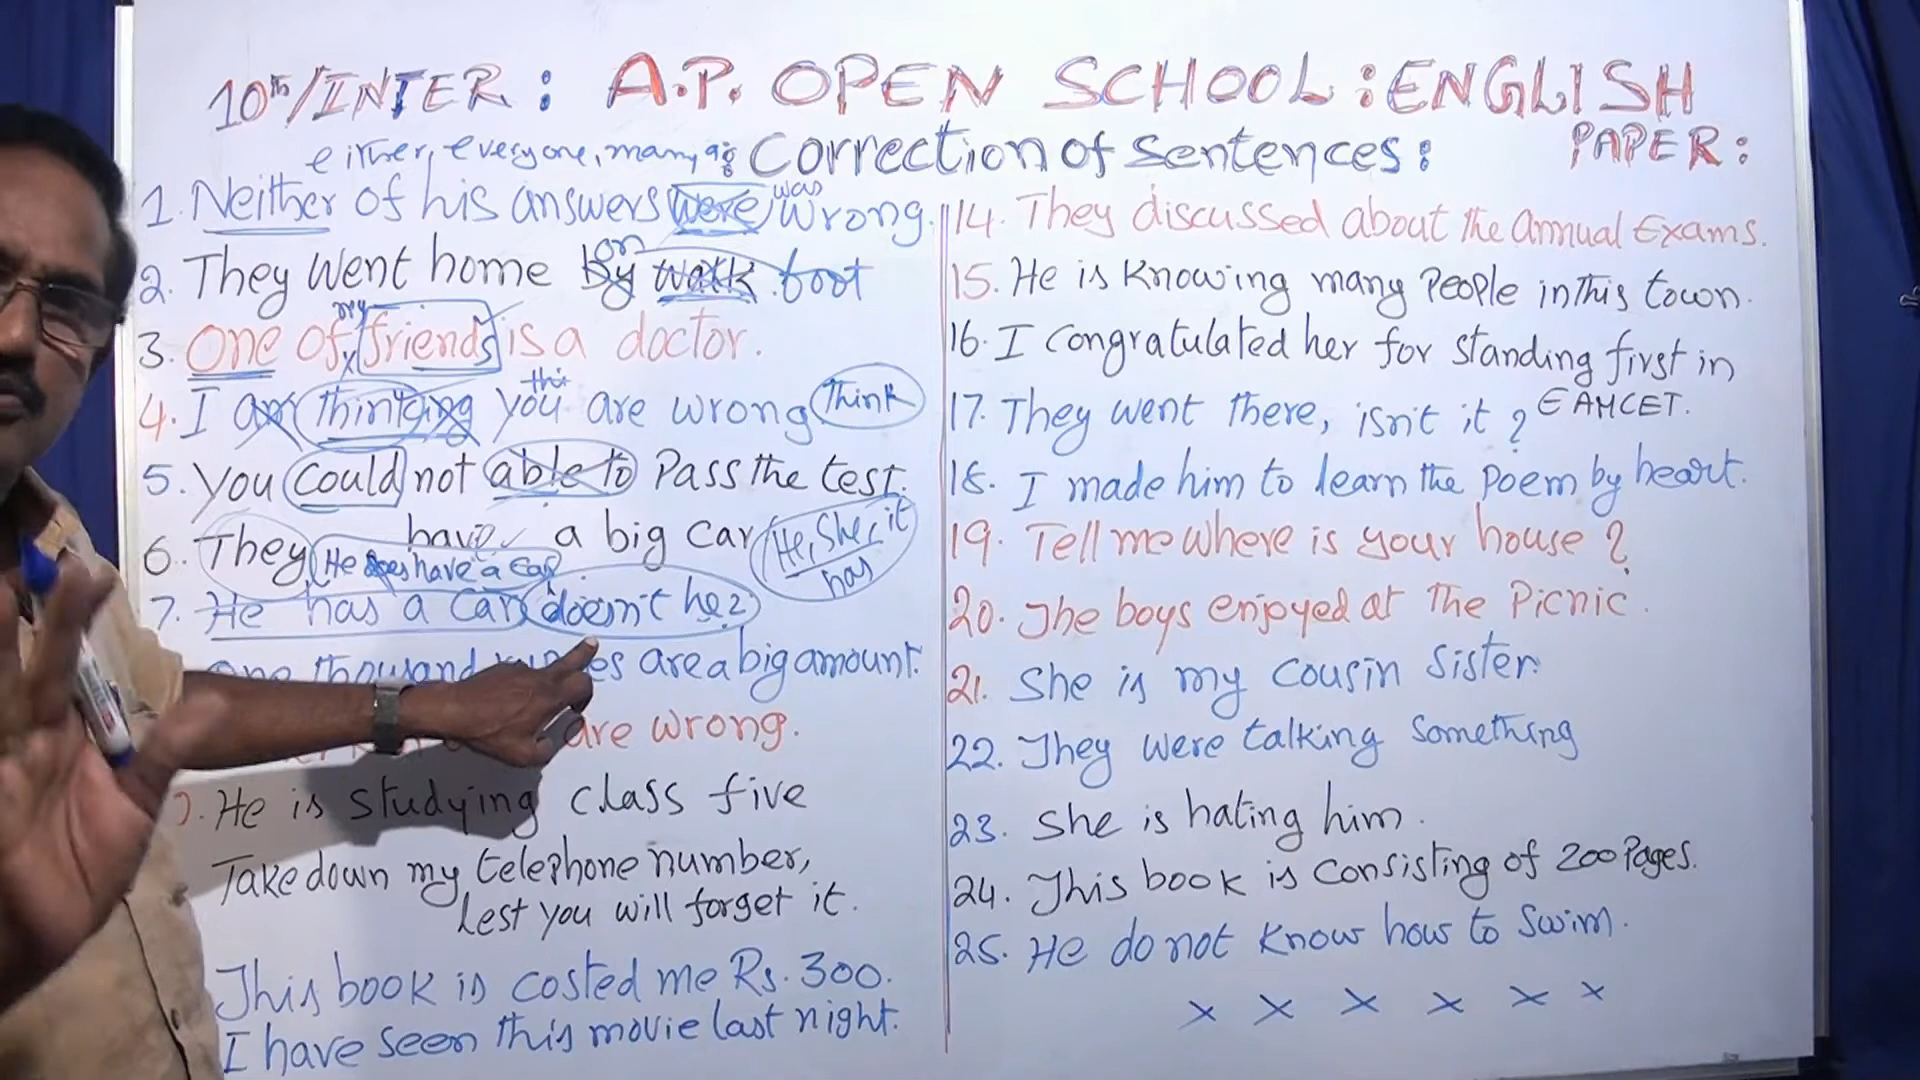 10th/INTER : A.P. OPEN SCHOOL : ENGLISH
PAPER :
either, everyone, many as
Correction of Sentences :
1. Neither of his answers were was wrong.
2. They went home by on walk foot
3. One of my friends is a doctor.
4. I am thinking this you are wrong Think
5. You could not able to Pass the test.
6. They have a big car He, She, it has
He does have a car
7. He has a car doesn't he?
One thousand are a big amount.
are wrong.
He is studying class five
Take down my telephone number,
lest you will forget it.
This book is costed me Rs. 300.
I have seen this movie last night.
14. They discussed about the Annual Exams.
15. He is knowing many People in this town.
16. I congratulated her for standing first in
EAMCET.
17. They went there, isn't it ?
18. I made him to learn the poem by heart.
19. Tell me where is your house ?
20. The boys enjoyed at The Picnic.
21. She is my cousin sister.
22. They were talking something
23. She is hating him.
24. This book is consisting of 200 Pages.
25. He do not know how to swim.
x x x x x x